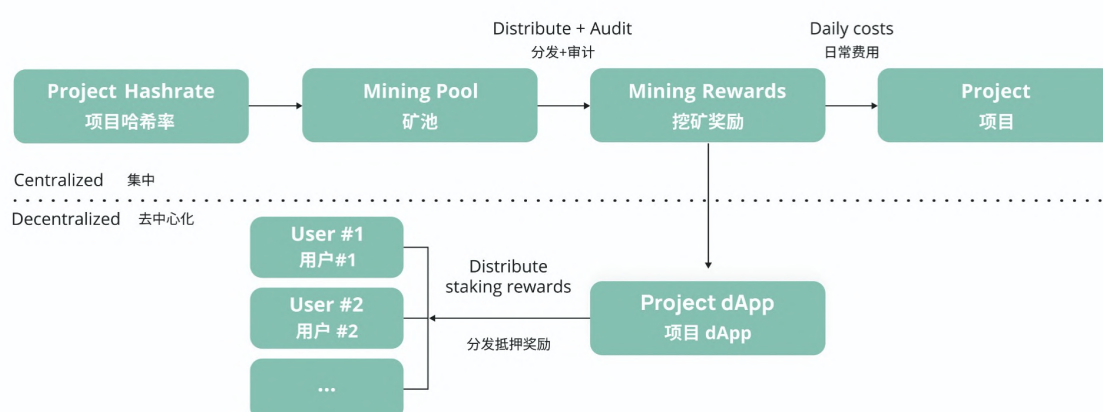 Distribute + Audit
分发+审计
Daily costs
日常费用
Project Hashrate
项目哈希率
Mining Pool
矿池
Mining Rewards
挖矿奖励
Project
项目
Centralized 集中
Decentralized 去中心化
User #1
用户#1
User #2
用户 #2
...
Distribute
staking rewards
分发抵押奖励
Project dApp
项目 dApp